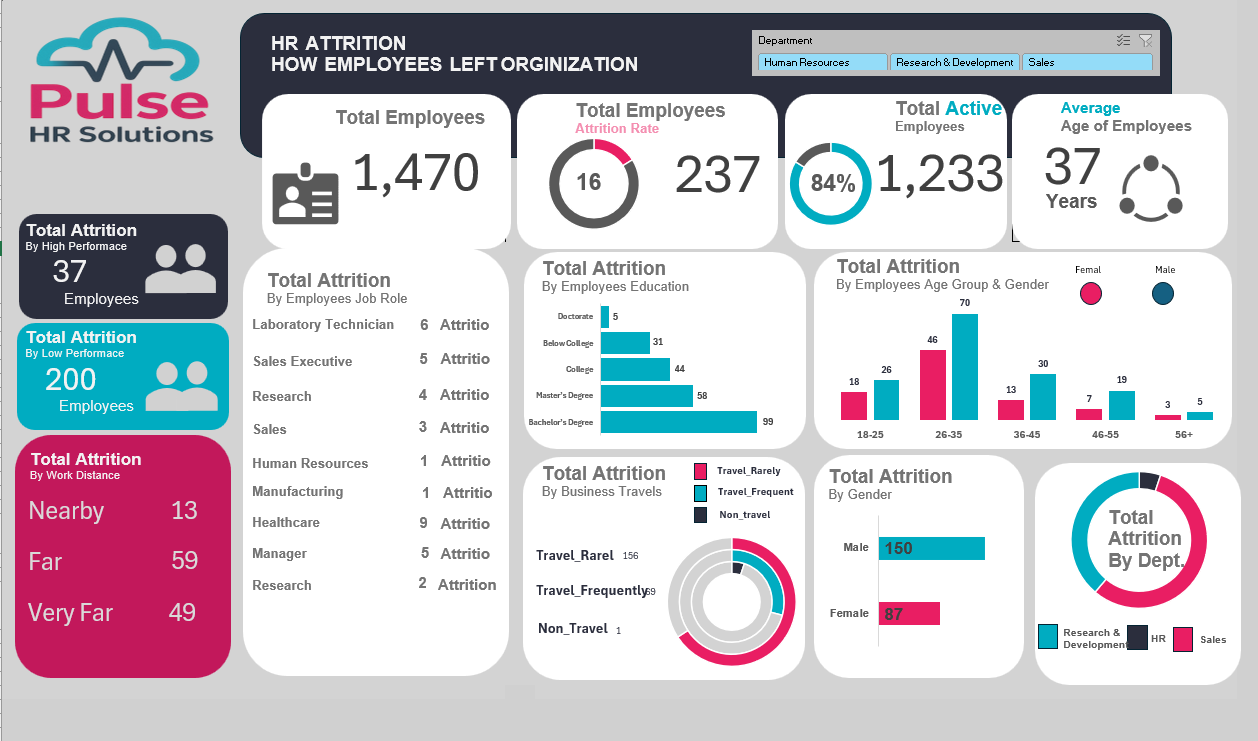 Pulse
HR Solutions
HR ATTRITION
HOW EMPLOYEES LEFT ORGINIZATION
Department
Human Resources
Research & Development
Sales
Total Employees
1,470
Total Employees
Attrition Rate
16
237
Total Active
Employees
84%
1,233
Average
Age of Employees
37
Years
Total Attrition
By High Performace
37
Employees
Total Attrition
By Low Performace
200
Employees
Total Attrition
By Work Distance
Nearby 13
Far 59
Very Far 49
Total Attrition
By Employees Job Role
Laboratory Technician 6 Attritio
Sales Executive 5 Attritio
Research 4 Attritio
Sales 3 Attritio
Human Resources 1 Attritio
Manufacturing 1 Attritio
Healthcare 9 Attritio
Manager 5 Attritio
Research 2 Attrition
Total Attrition
By Employees Education
Doctorate 5
Below College 31
College 44
Master's Degree 58
Bachelor's Degree 99
Total Attrition
By Employees Age Group & Gender
Femal
Male
18 26 46 70 13 30 7 19 3 5
18-25 26-35 36-45 46-55 56+
Total Attrition
By Business Travels
Travel_Rarely
Travel_Frequent
Non_travel
Travel_Rarel 156
Travel_Frequently 69
Non_Travel 1
Total Attrition
By Gender
Male 150
Female 87
Total
Attrition
By Dept.
Research &
Development
HR
Sales